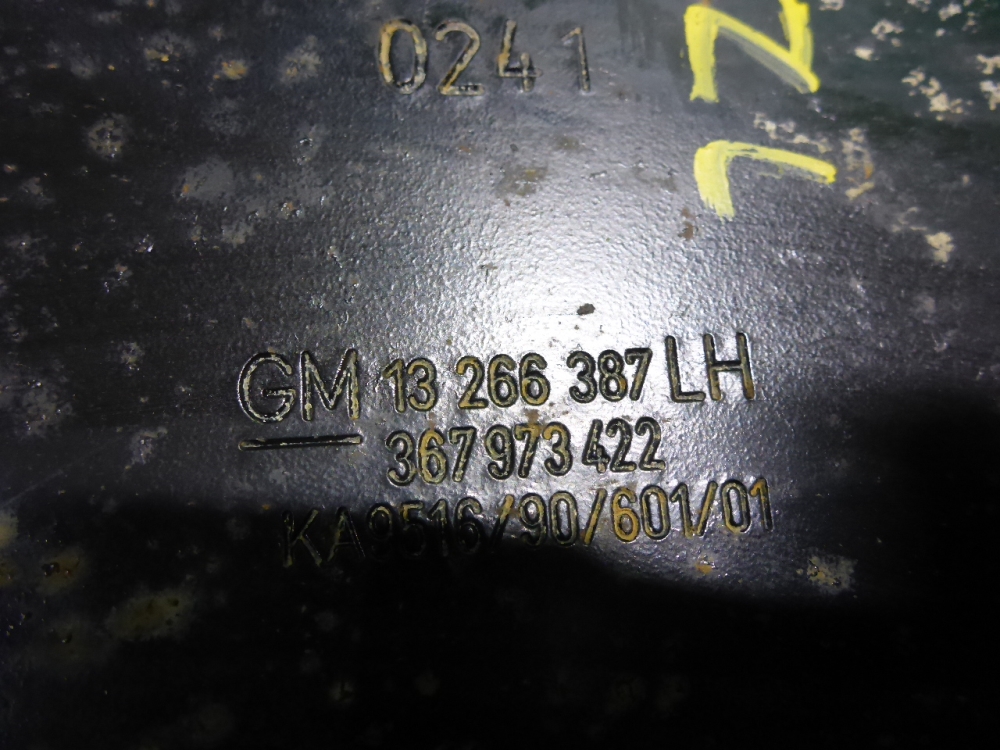 0241
GM 13 266 387 LH
367 973 422
KA9516/90/601/01